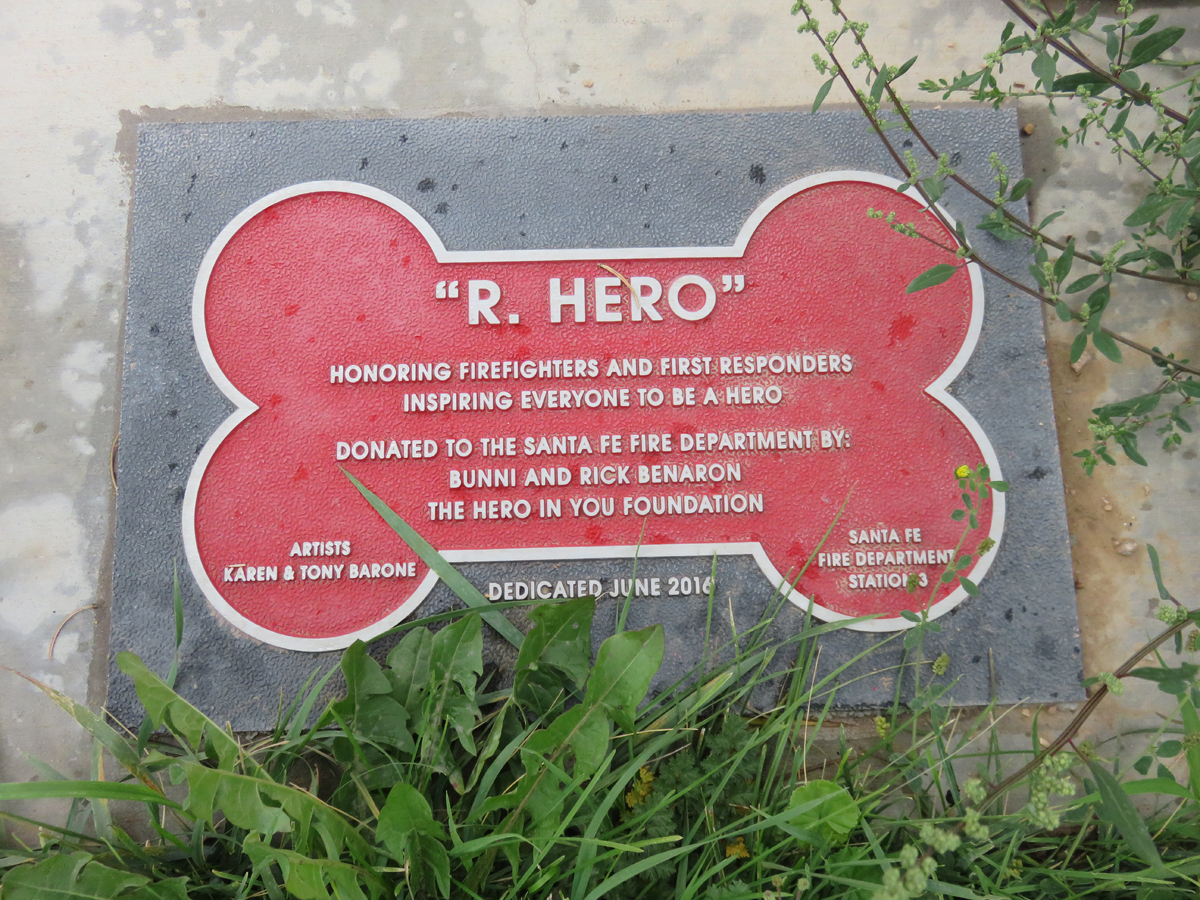 “R. HERO”
HONORING FIREFIGHTERS AND FIRST RESPONDERS
INSPIRING EVERYONE TO BE A HERO
DONATED TO THE SANTA FE FIRE DEPARTMENT BY:
BUNNI AND RICK BENARON
THE HERO IN YOU FOUNDATION
ARTISTS
KAREN & TONY BARONE
SANTA FE
FIRE DEPARTMENT
STATION 3
DEDICATED JUNE 2016